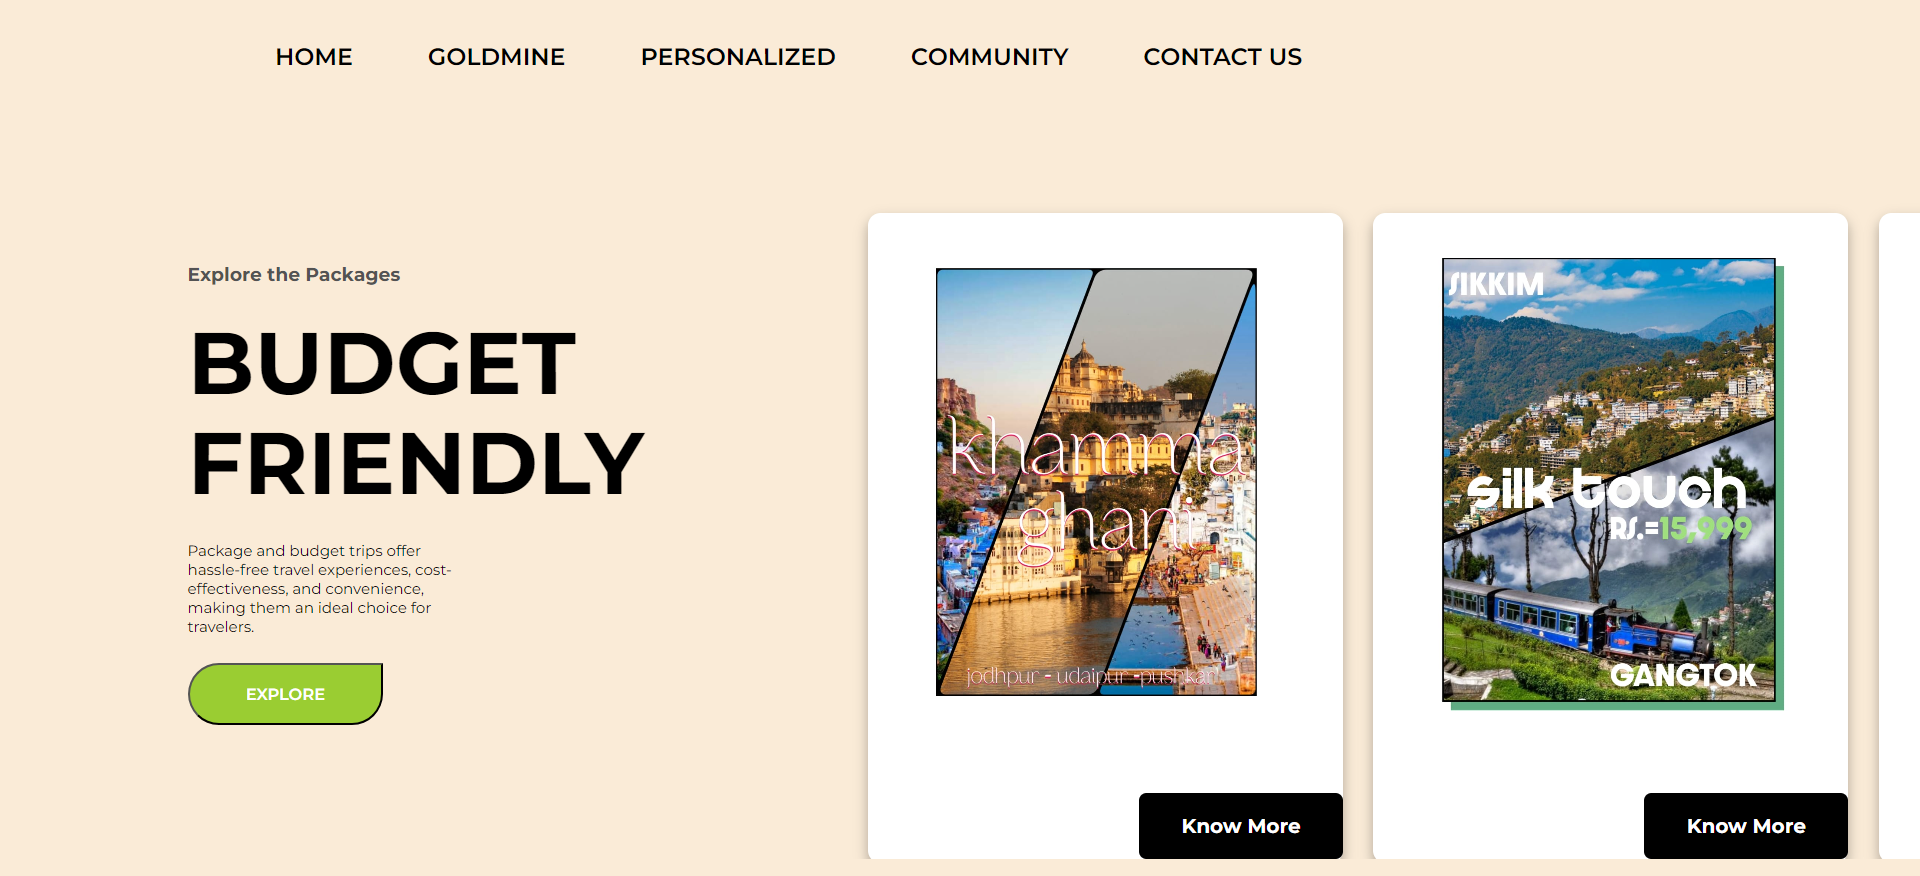 HOME GOLDMINE PERSONALIZED COMMUNITY CONTACT US
Explore the Packages
BUDGET
FRIENDLY
Package and budget trips offer
hassle-free travel experiences, cost-
effectiveness, and convenience,
making them an ideal choice for
travelers.
EXPLORE
khamma
ghani
jodhpur - udaipur -pushkar
Know More
SIKKIM
silk touch
RS.=15,999
GANGTOK
Know More